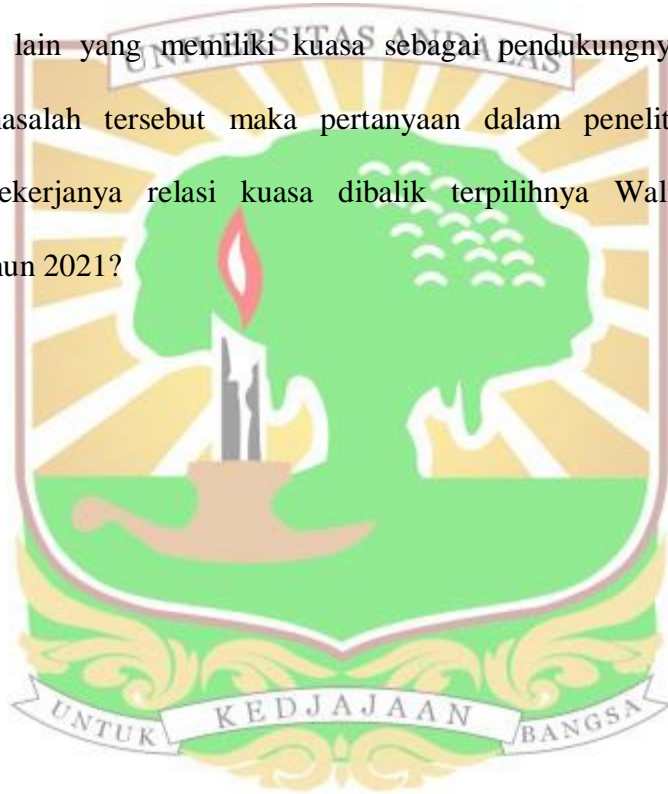 lain yang memiliki kuasa sebagai pendukungny
UNIVERSITAS ANDALAS
asalah tersebut maka pertanyaan dalam penelit
ekerjanya relasi kuasa dibalik terpilihnya Wal
un 2021?
UNTUK KEDJAJAAN BANGSA